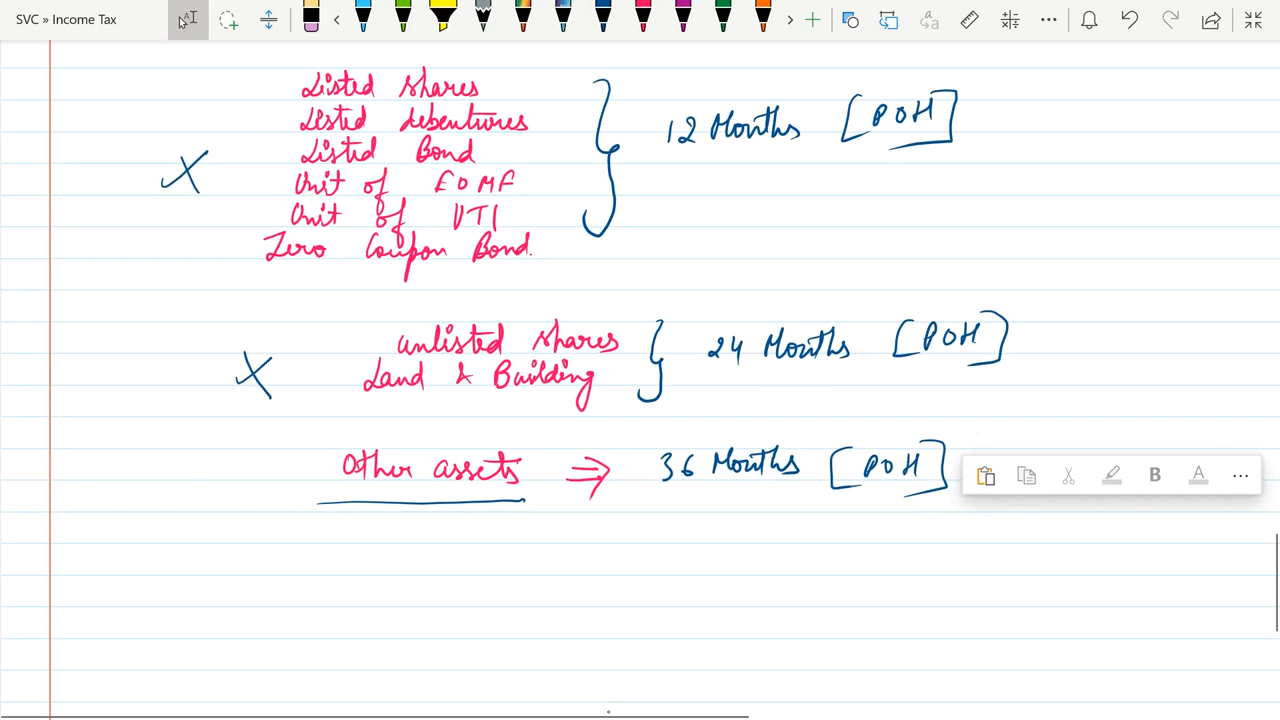 SVC » Income Tax
Listed shares
Listed debentures
Listed Bond
Unit of EOMF
Unit of UTI
Zero Coupon Bond.
12 Months [POH]
unlisted shares
Land & Building
24 Months [POH]
Other assets ⇒ 36 Months [POH]
B A